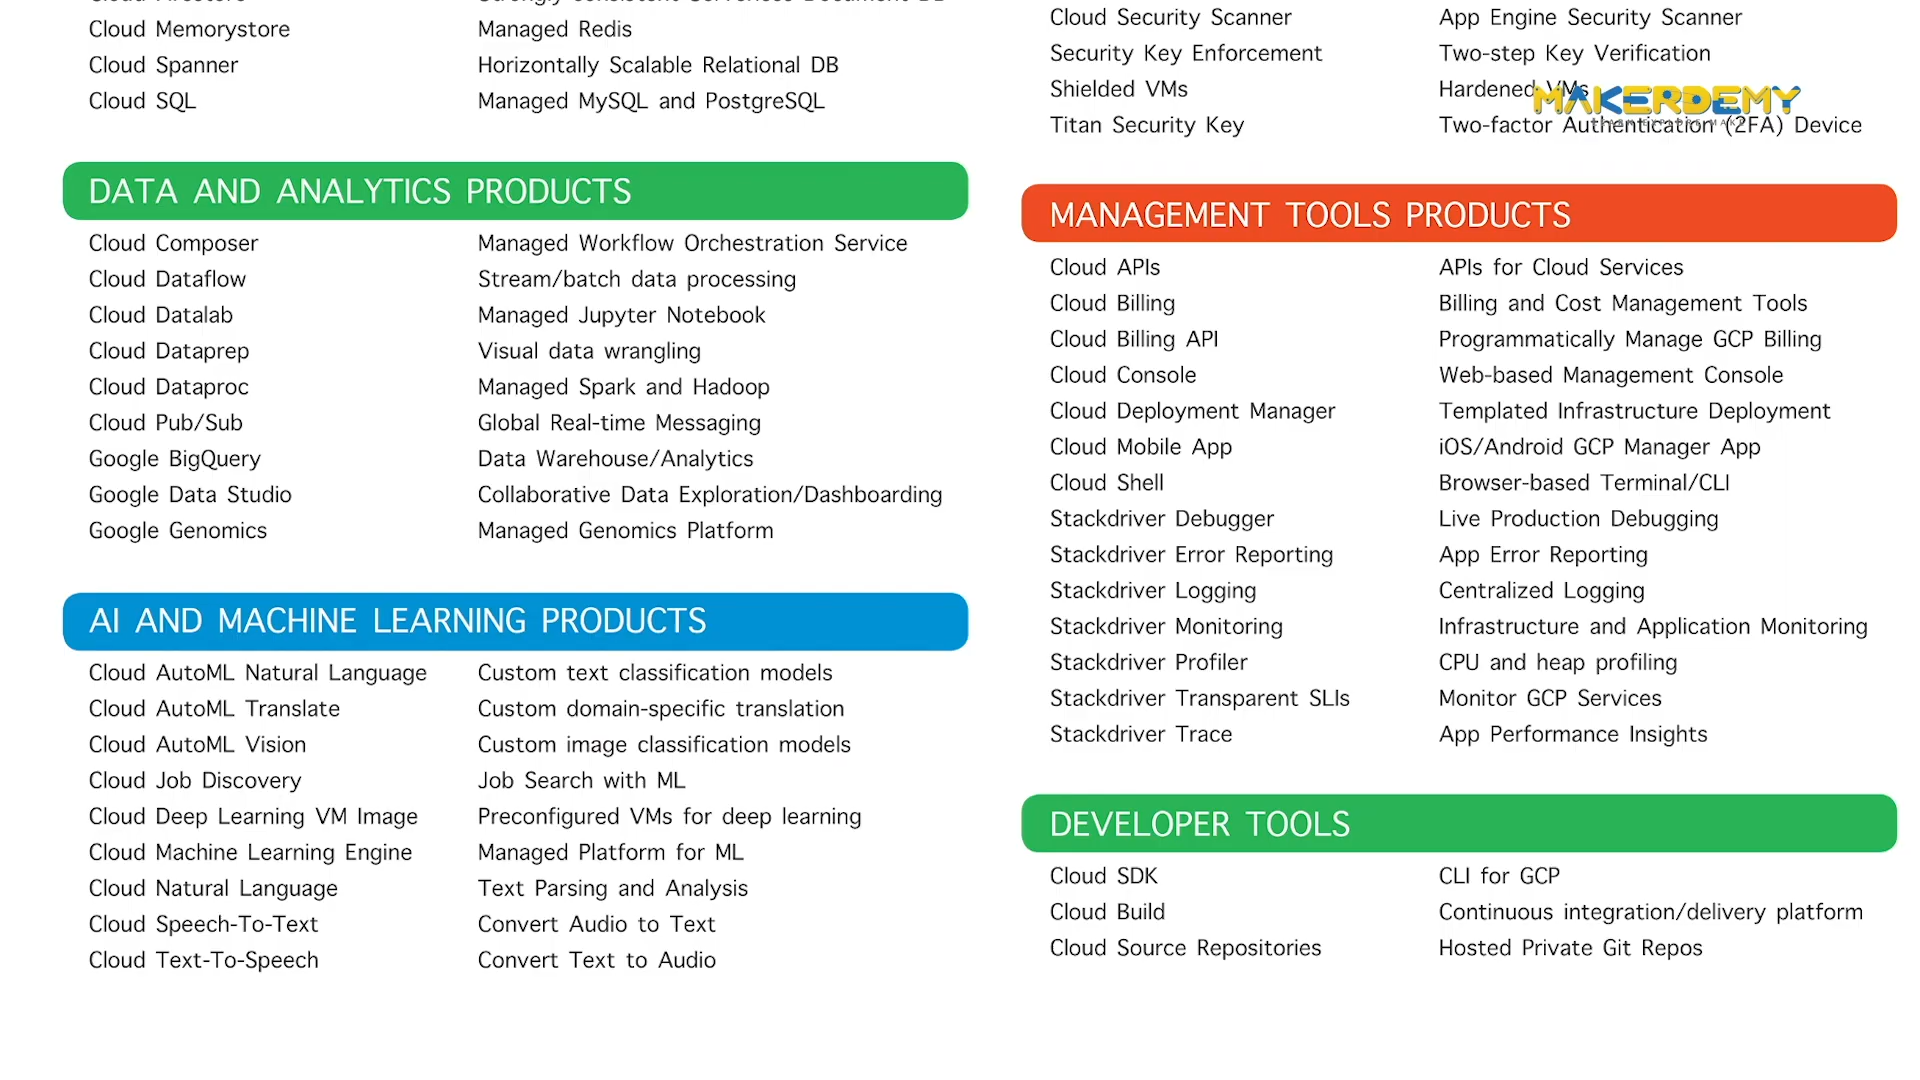 Cloud Memorystore Managed Redis
Cloud Spanner Horizontally Scalable Relational DB
Cloud SQL Managed MySQL and PostgreSQL
DATA AND ANALYTICS PRODUCTS
Cloud Composer Managed Workflow Orchestration Service
Cloud Dataflow Stream/batch data processing
Cloud Datalab Managed Jupyter Notebook
Cloud Dataprep Visual data wrangling
Cloud Dataproc Managed Spark and Hadoop
Cloud Pub/Sub Global Real-time Messaging
Google BigQuery Data Warehouse/Analytics
Google Data Studio Collaborative Data Exploration/Dashboarding
Google Genomics Managed Genomics Platform
AI AND MACHINE LEARNING PRODUCTS
Cloud AutoML Natural Language Custom text classification models
Cloud AutoML Translate Custom domain-specific translation
Cloud AutoML Vision Custom image classification models
Cloud Job Discovery Job Search with ML
Cloud Deep Learning VM Image Preconfigured VMs for deep learning
Cloud Machine Learning Engine Managed Platform for ML
Cloud Natural Language Text Parsing and Analysis
Cloud Speech-To-Text Convert Audio to Text
Cloud Text-To-Speech Convert Text to Audio
Cloud Security Scanner App Engine Security Scanner
Security Key Enforcement Two-step Key Verification
Shielded VMs Hardened VMs
MAKERDEMY
Titan Security Key Two-factor Authentication (2FA) Device
MANAGEMENT TOOLS PRODUCTS
Cloud APIs APIs for Cloud Services
Cloud Billing Billing and Cost Management Tools
Cloud Billing API Programmatically Manage GCP Billing
Cloud Console Web-based Management Console
Cloud Deployment Manager Templated Infrastructure Deployment
Cloud Mobile App iOS/Android GCP Manager App
Cloud Shell Browser-based Terminal/CLI
Stackdriver Debugger Live Production Debugging
Stackdriver Error Reporting App Error Reporting
Stackdriver Logging Centralized Logging
Stackdriver Monitoring Infrastructure and Application Monitoring
Stackdriver Profiler CPU and heap profiling
Stackdriver Transparent SLIs Monitor GCP Services
Stackdriver Trace App Performance Insights
DEVELOPER TOOLS
Cloud SDK CLI for GCP
Cloud Build Continuous integration/delivery platform
Cloud Source Repositories Hosted Private Git Repos